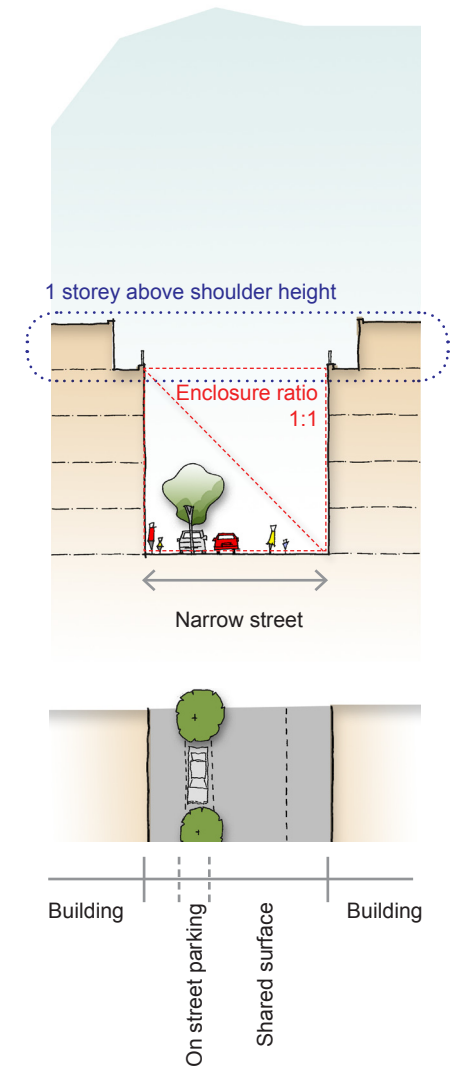 1 storey above shoulder height
Enclosure ratio
1:1
Narrow street
Building
On street parking
Shared surface
Building